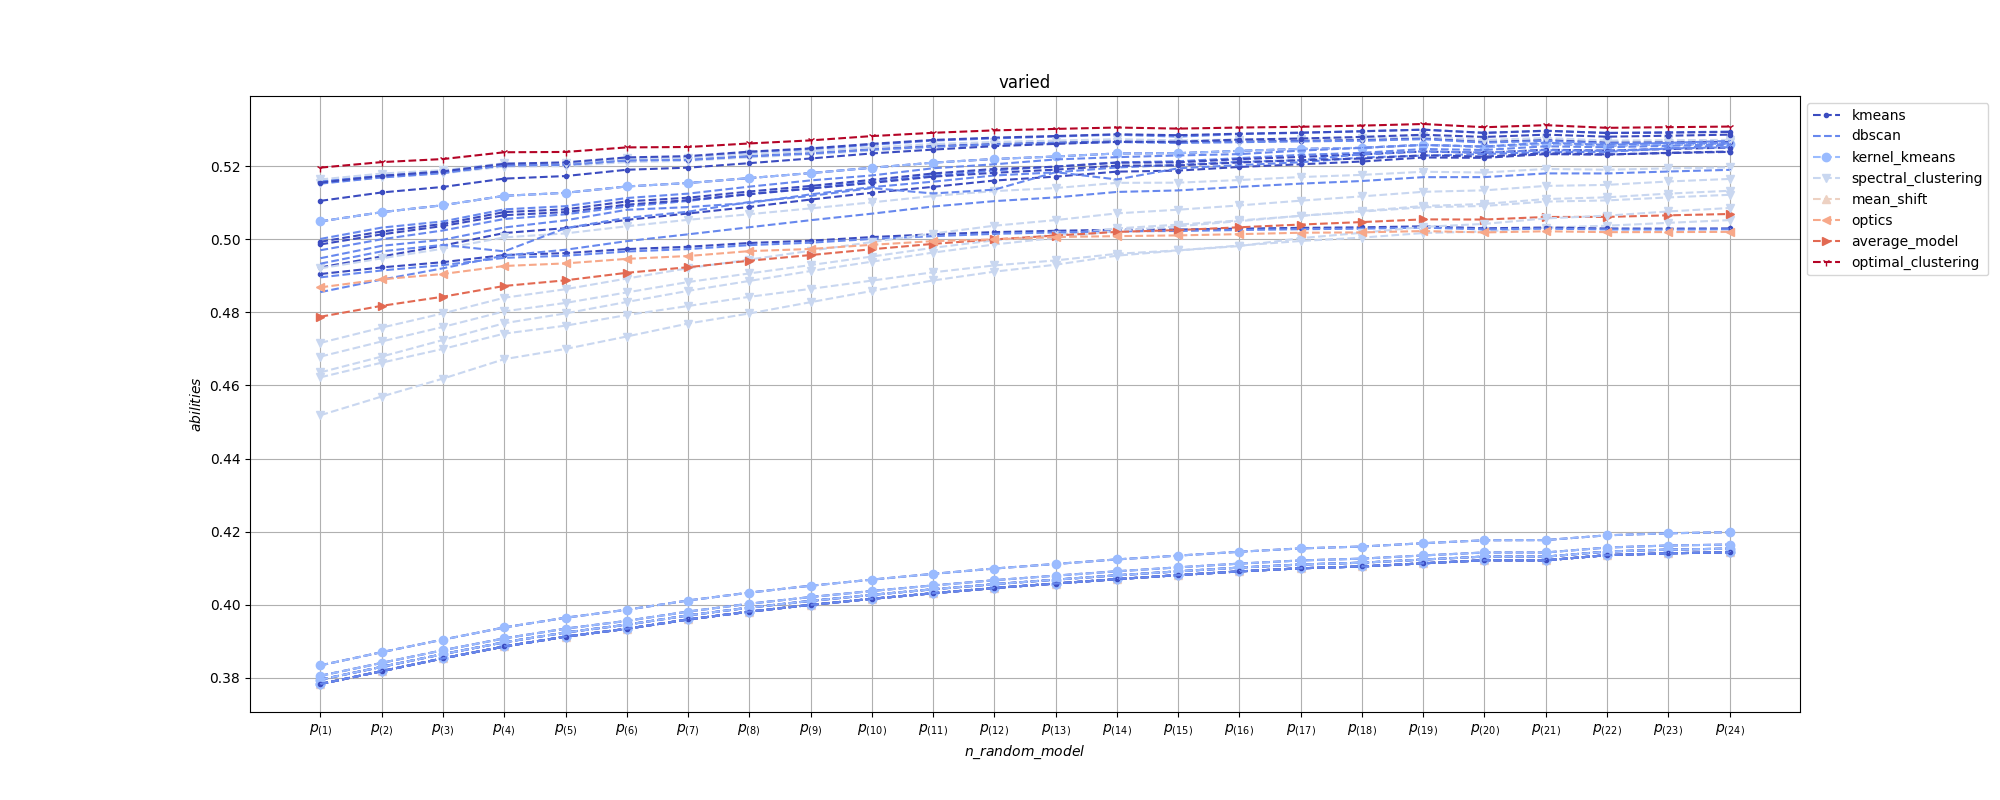 varied
0.52
0.50
0.48
0.46
0.44
0.42
0.40
0.38
abilities
p(1) p(2) p(3) p(4) p(5) p(6) p(7) p(8) p(9) p(10) p(11) p(12) p(13) p(14) p(15) p(16) p(17) p(18) p(19) p(20) p(21) p(22) p(23) p(24)
n_random_model
kmeans
dbscan
kernel_kmeans
spectral_clustering
mean_shift
optics
average_model
optimal_clustering